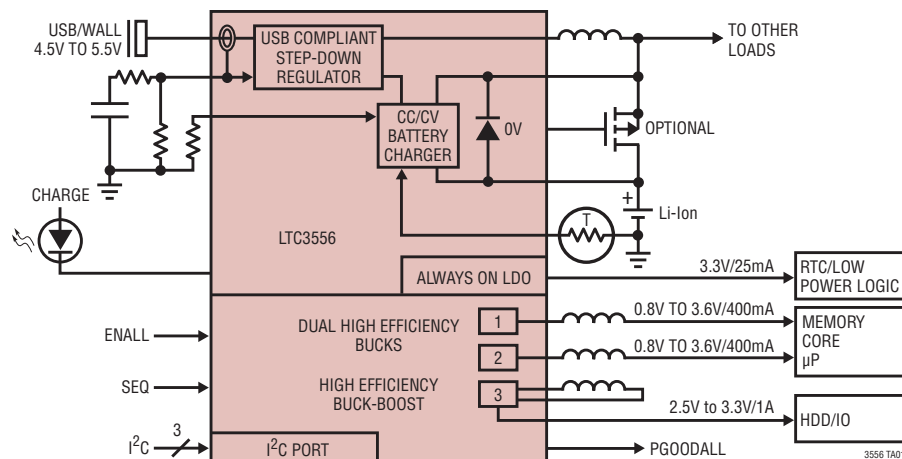 USB/WALL
4.5V TO 5.5V
USB COMPLIANT
STEP-DOWN
REGULATOR
TO OTHER
LOADS
CC/CV
BATTERY
CHARGER
0V
OPTIONAL
CHARGE
LTC3556
T
+
Li-Ion
ALWAYS ON LDO
3.3V/25mA
RTC/LOW
POWER LOGIC
ENALL
DUAL HIGH EFFICIENCY
BUCKS
1
0.8V TO 3.6V/400mA
2
0.8V TO 3.6V/400mA
MEMORY
CORE
µP
SEQ
HIGH EFFICIENCY
BUCK-BOOST
3
2.5V to 3.3V/1A
HDD/IO
I²C
3
I²C PORT
PGOODALL
3556 TA01